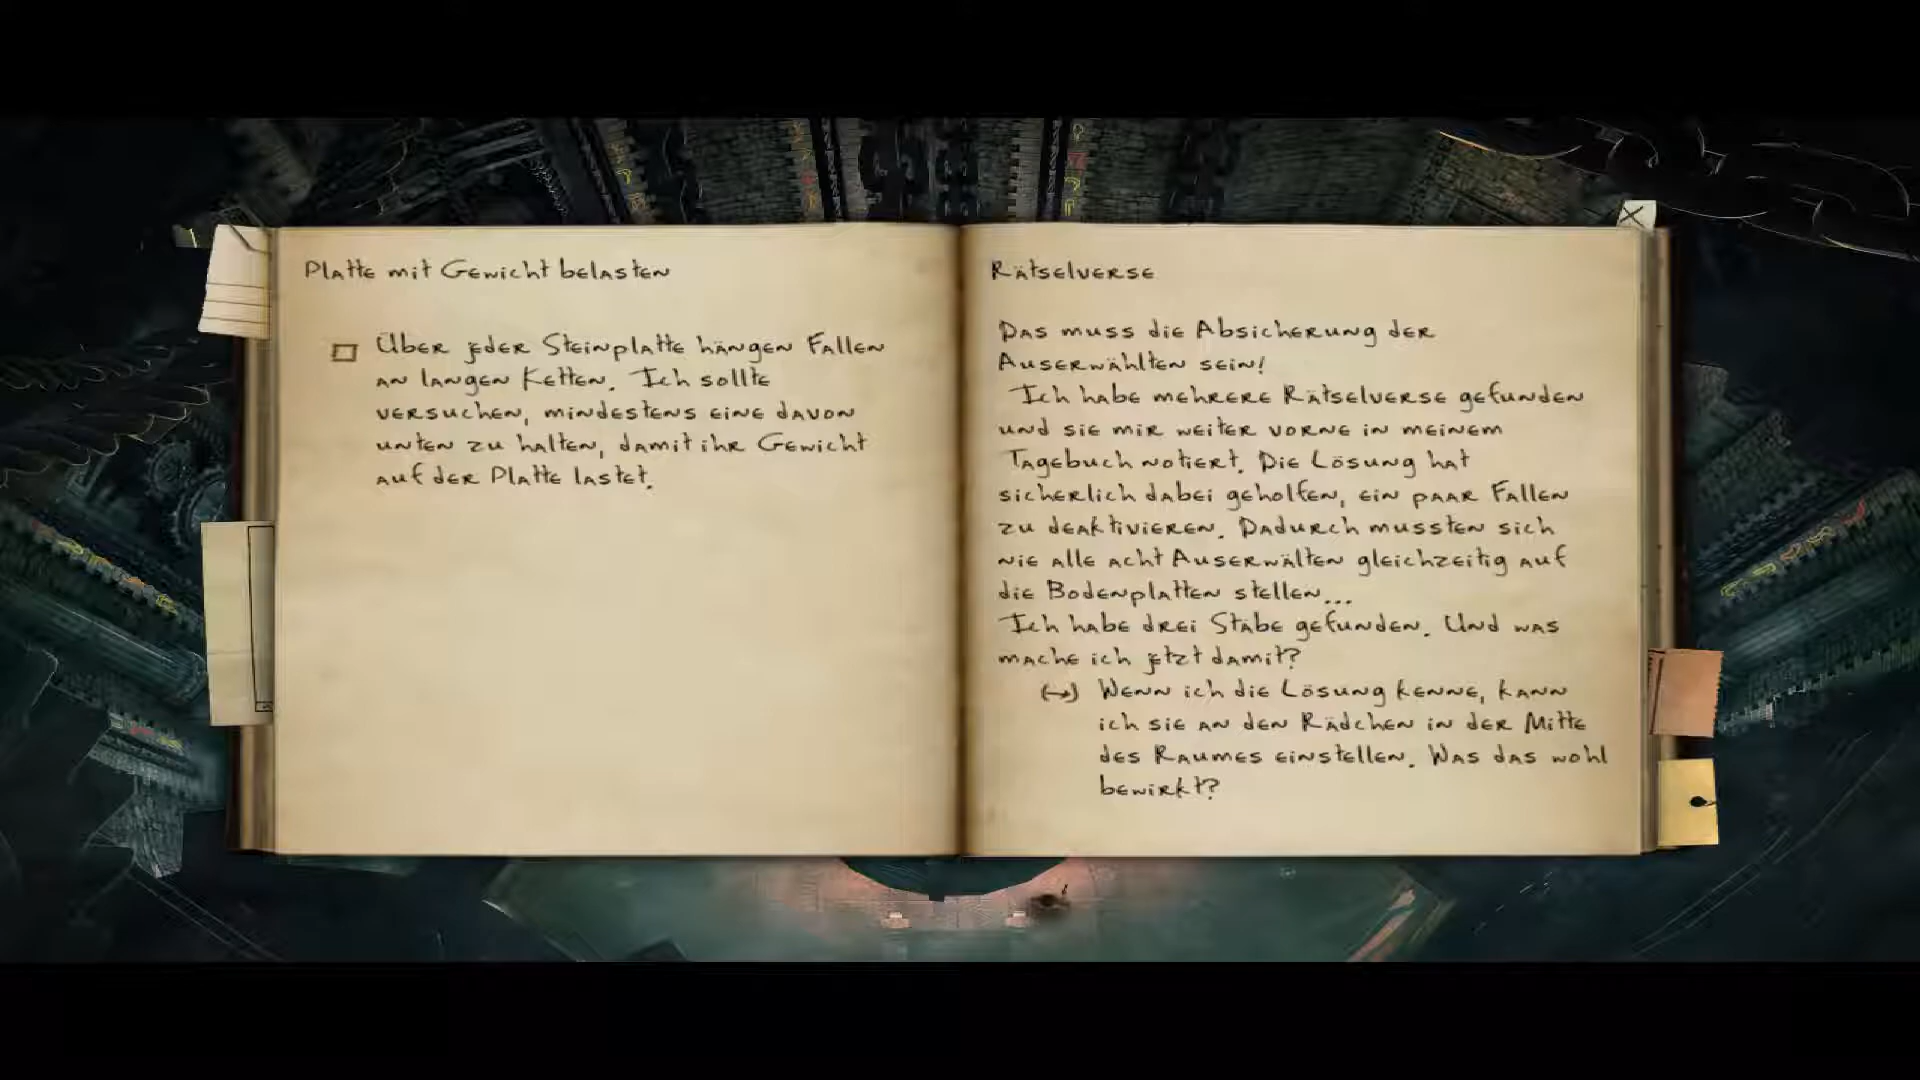 Platte mit Gewicht belasten
Über jeder Steinplatte hängen Fallen
an langen Ketten. Ich sollte
versuchen, mindestens eine davon
unten zu halten, damit ihr Gewicht
auf der Platte lastet.
Rätselverse
Das muss die Absicherung der
Auserwählten sein!
Ich habe mehrere Rätselverse gefunden
und sie mir weiter vorne in meinem
Tagebuch notiert. Die Lösung hat
sicherlich dabei geholfen, ein paar Fallen
zu deaktivieren. Dadurch mussten sich
nie alle acht Auserwälten gleichzeitig auf
die Bodenplatten stellen...
Ich habe drei Stäbe gefunden. Und was
mache ich jetzt damit?
Wenn ich die Lösung kenne, kann
ich sie an den Rädchen in der Mitte
des Raumes einstellen. Was das wohl
bewirkt?